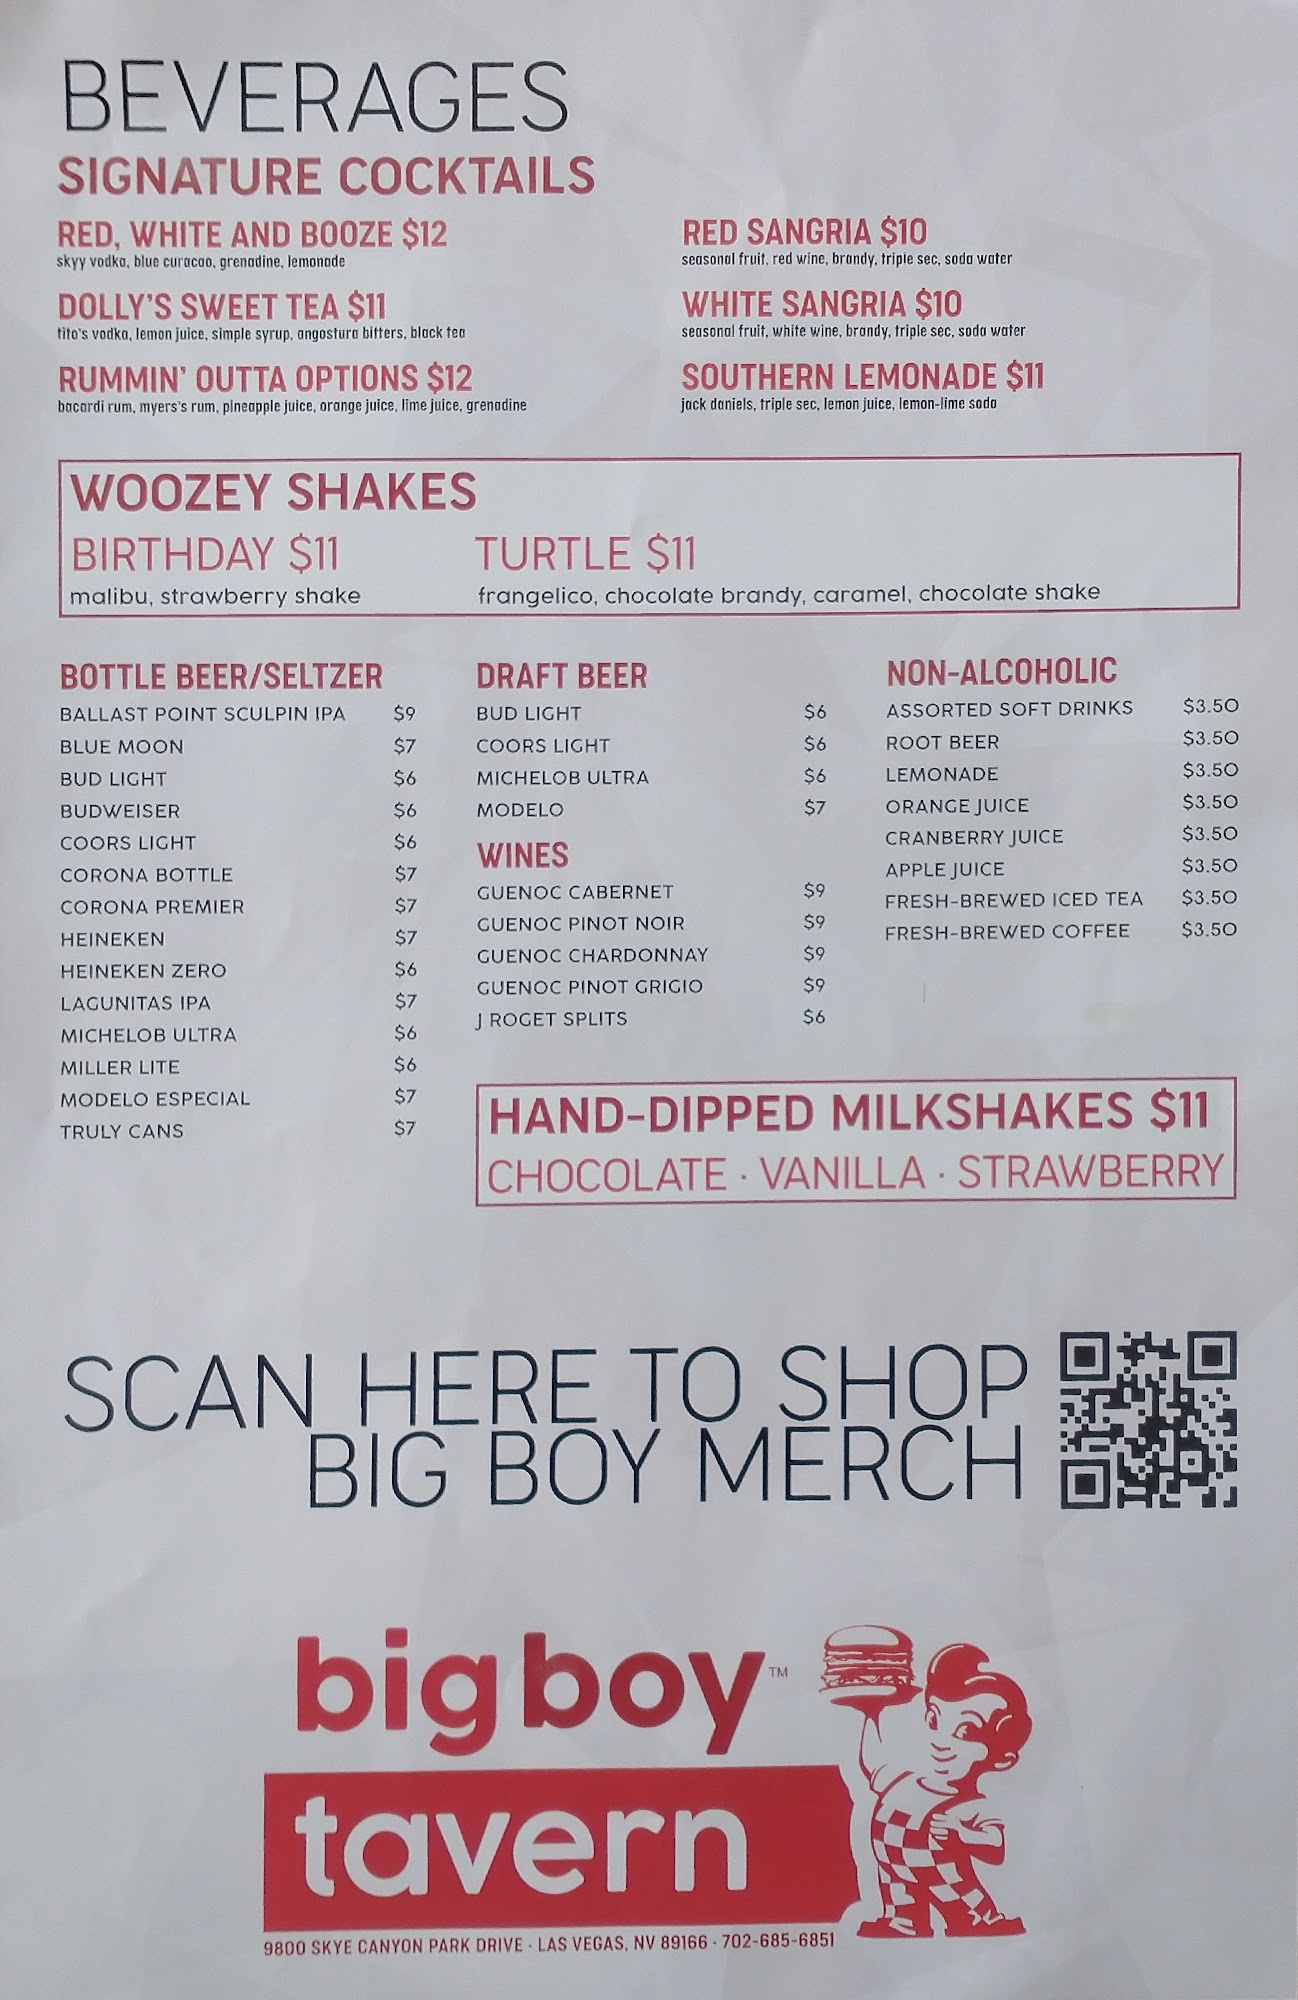 BEVERAGES
SIGNATURE COCKTAILS
RED, WHITE AND BOOZE $12
skyy vodka, blue curacao, grenadine, lemonade
DOLLY'S SWEET TEA $11
tito's vodka, lemon juice, simple syrup, angostura bitters, black tea
RUMMIN' OUTTA OPTIONS $12
bacardi rum, myers's rum, pineapple juice, orange juice, lime juice, grenadine
RED SANGRIA $10
seasonal fruit, red wine, brandy, triple sec, soda water
WHITE SANGRIA $10
seasonal fruit, white wine, brandy, triple sec, soda water
SOUTHERN LEMONADE $11
jack daniels, triple sec, lemon juice, lemon-lime soda
WOOZEY SHAKES
BIRTHDAY $11
malibu, strawberry shake
TURTLE $11
frangelico, chocolate brandy, caramel, chocolate shake
BOTTLE BEER/SELTZER
BALLAST POINT SCULPIN IPA $9
BLUE MOON $7
BUD LIGHT $6
BUDWEISER $6
COORS LIGHT $6
CORONA BOTTLE $7
CORONA PREMIER $7
HEINEKEN $7
HEINEKEN ZERO $6
LAGUNITAS IPA $7
MICHELOB ULTRA $6
MILLER LITE $6
MODELO ESPECIAL $7
TRULY CANS $7
DRAFT BEER
BUD LIGHT $6
COORS LIGHT $6
MICHELOB ULTRA $6
MODELO $7
WINES
GUENOC CABERNET $9
GUENOC PINOT NOIR $9
GUENOC CHARDONNAY $9
GUENOC PINOT GRIGIO $9
J ROGET SPLITS $6
NON-ALCOHOLIC
ASSORTED SOFT DRINKS $3.50
ROOT BEER $3.50
LEMONADE $3.50
ORANGE JUICE $3.50
CRANBERRY JUICE $3.50
APPLE JUICE $3.50
FRESH-BREWED ICED TEA $3.50
FRESH-BREWED COFFEE $3.50
HAND-DIPPED MILKSHAKES $11
CHOCOLATE · VANILLA · STRAWBERRY
SCAN HERE TO SHOP
BIG BOY MERCH
big boy™
tavern
9800 SKYE CANYON PARK DRIVE · LAS VEGAS, NV 89166 · 702-685-6851